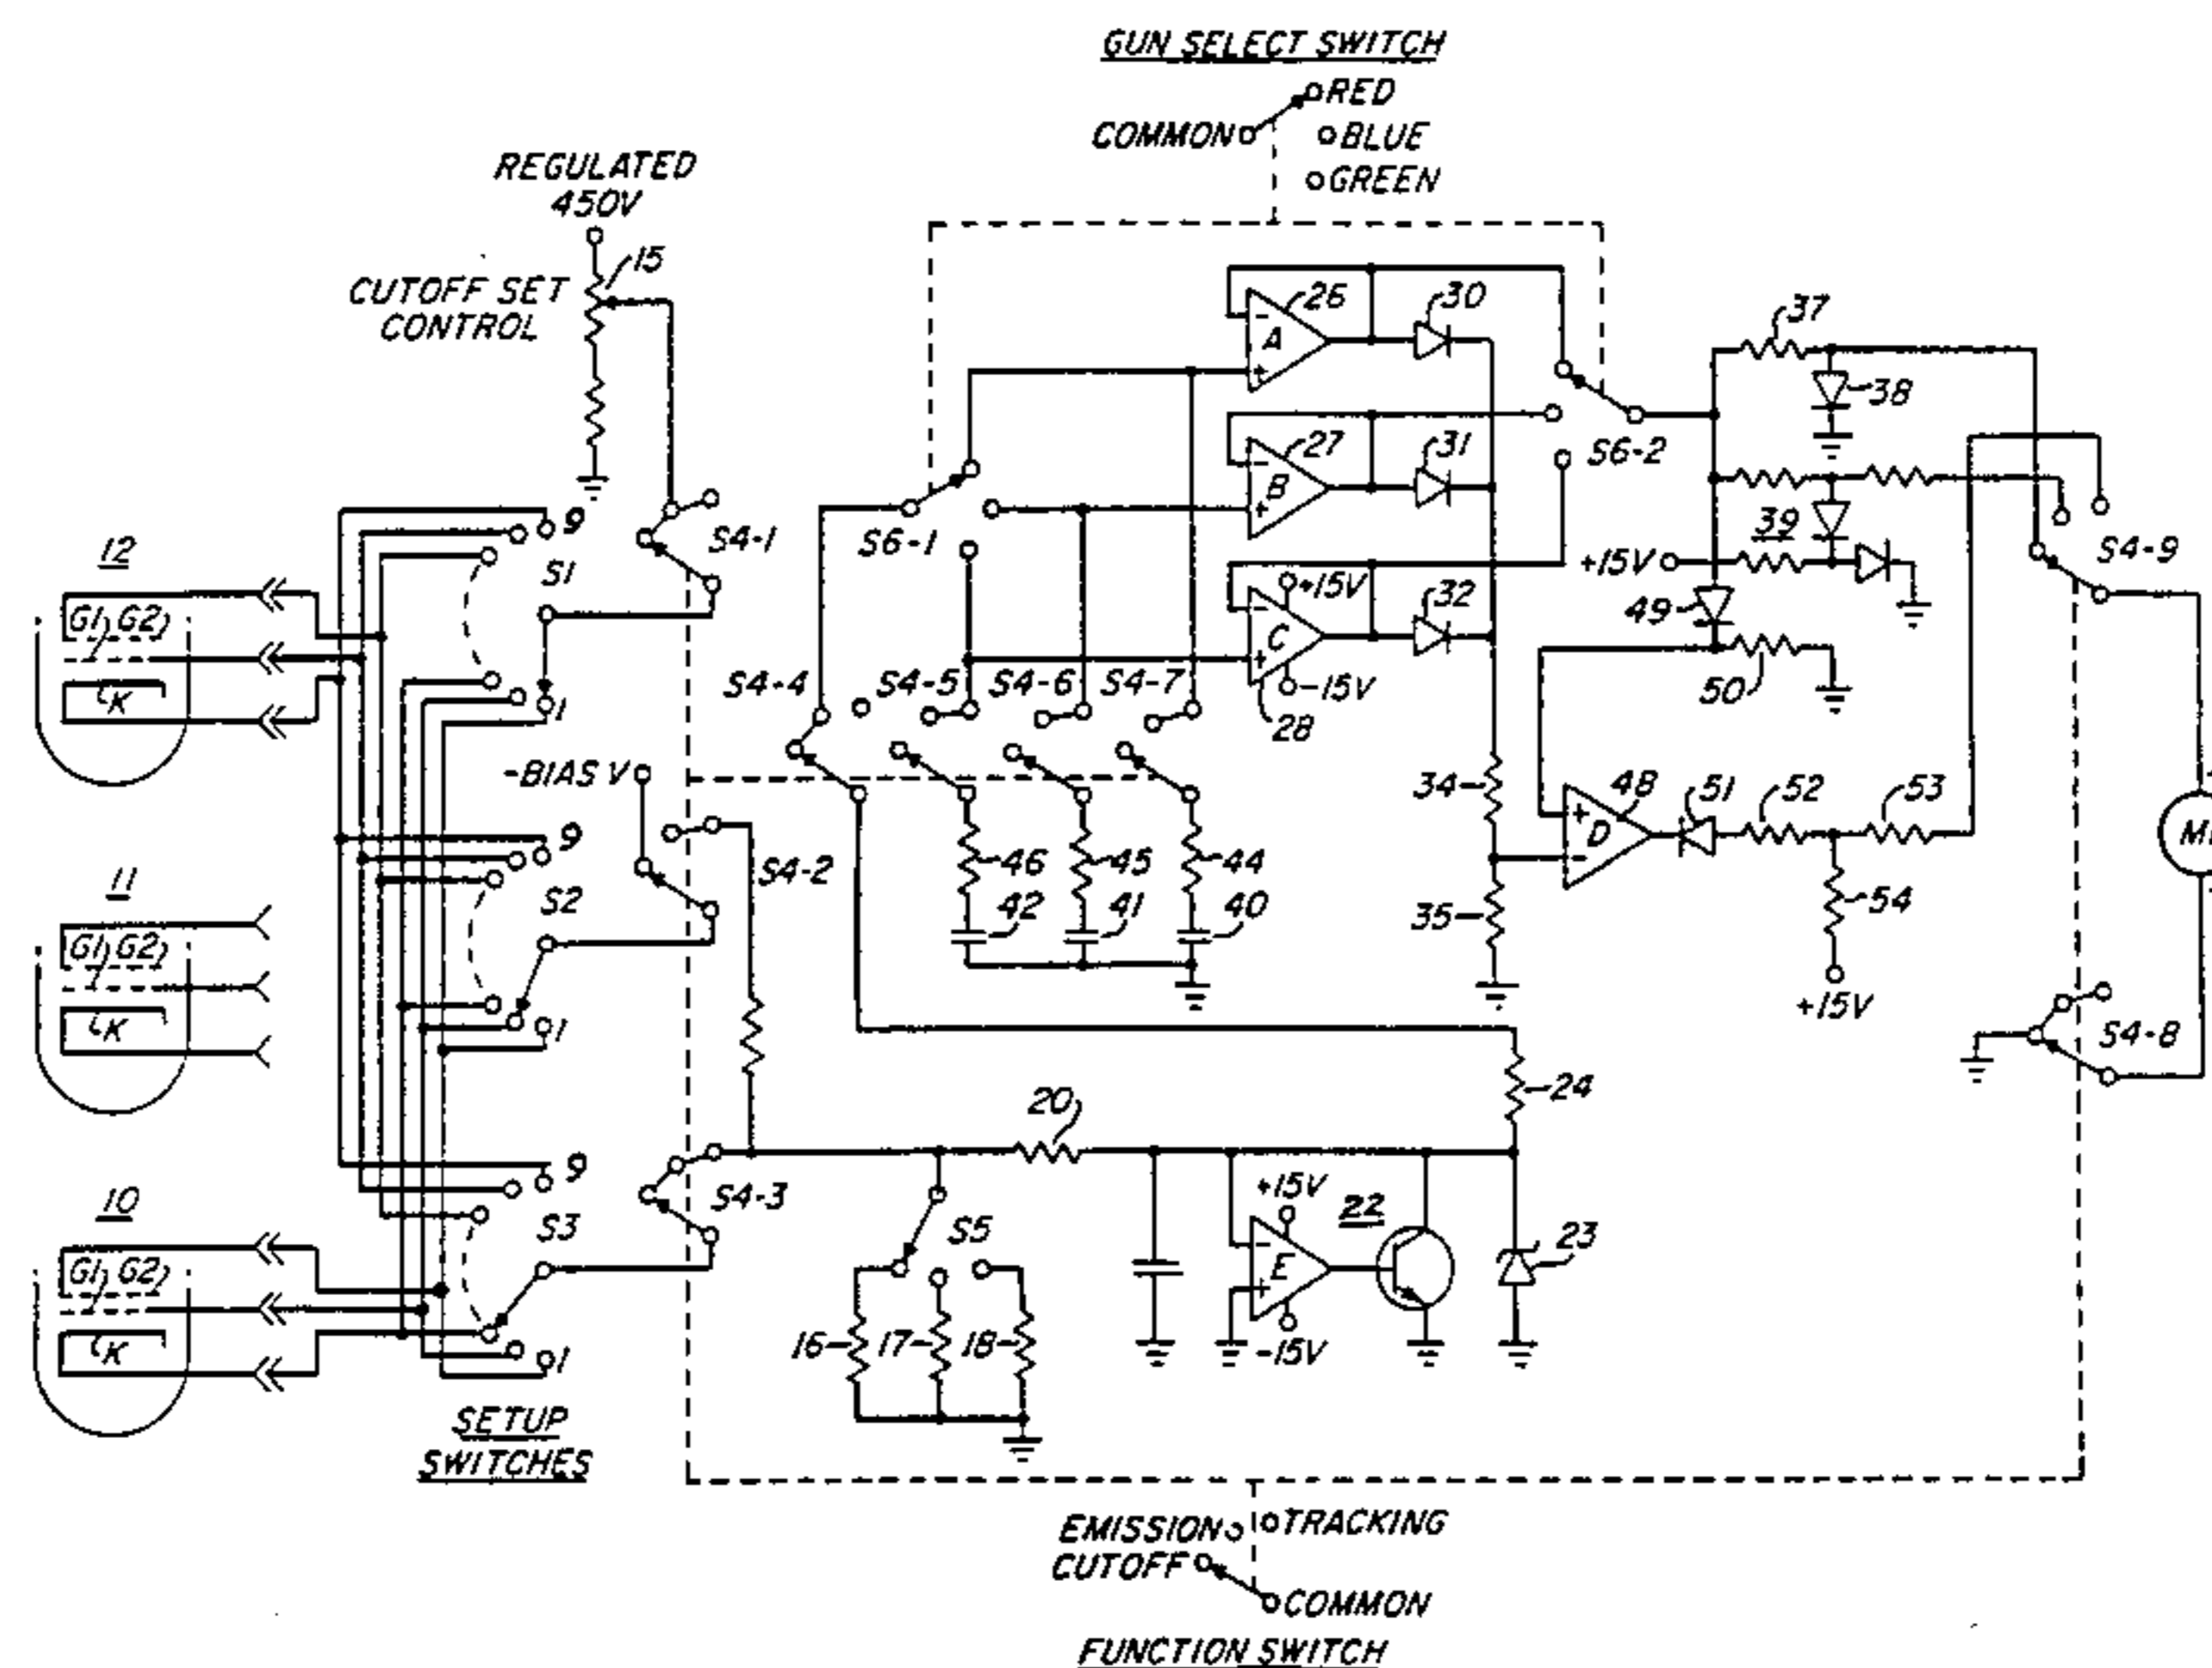 GUN SELECT SWITCH
RED
COMMON
BLUE
GREEN
REGULATED
450V
15
CUTOFF SET
CONTROL
26
30
A
-
+
37
38
27
31
B
-
+
S6-2
S6-1
39
+15V
S4-9
12
9
S1
S4-1
G1
G2
K
1
+15V
32
C
-
+
-15V
28
49
50
S4-4
S4-5
S4-6
S4-7
-BIAS V
34
48
51
52
53
+
D
-
M
9
S4-2
46
45
44
11
S2
42
41
40
35
54
+15V
G1
G2
K
1
S4-8
24
20
9
S4-3
10
S3
S5
+15V
22
23
G1
G2
K
-
E
+
1
16
17
18
-15V
SETUP
SWITCHES
EMISSION
TRACKING
CUTOFF
COMMON
FUNCTION SWITCH